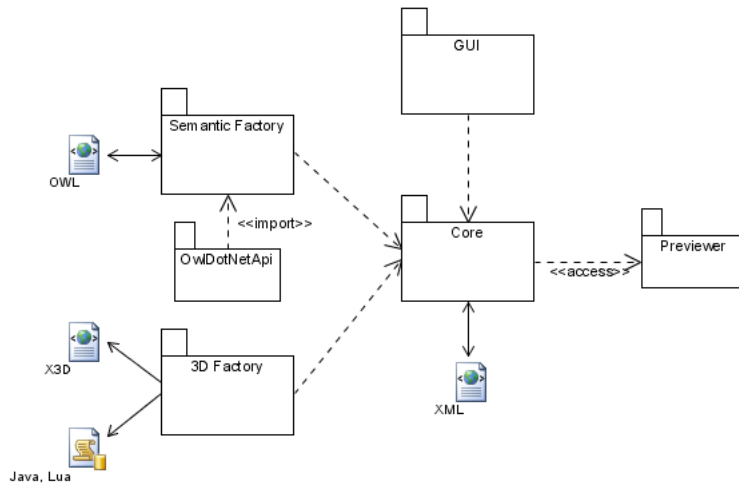 GUI
Semantic Factory
OWL
<<import>>
OwlDotNetApi
Core
Previewer
<<access>>
X3D
3D Factory
XML
Java, Lua